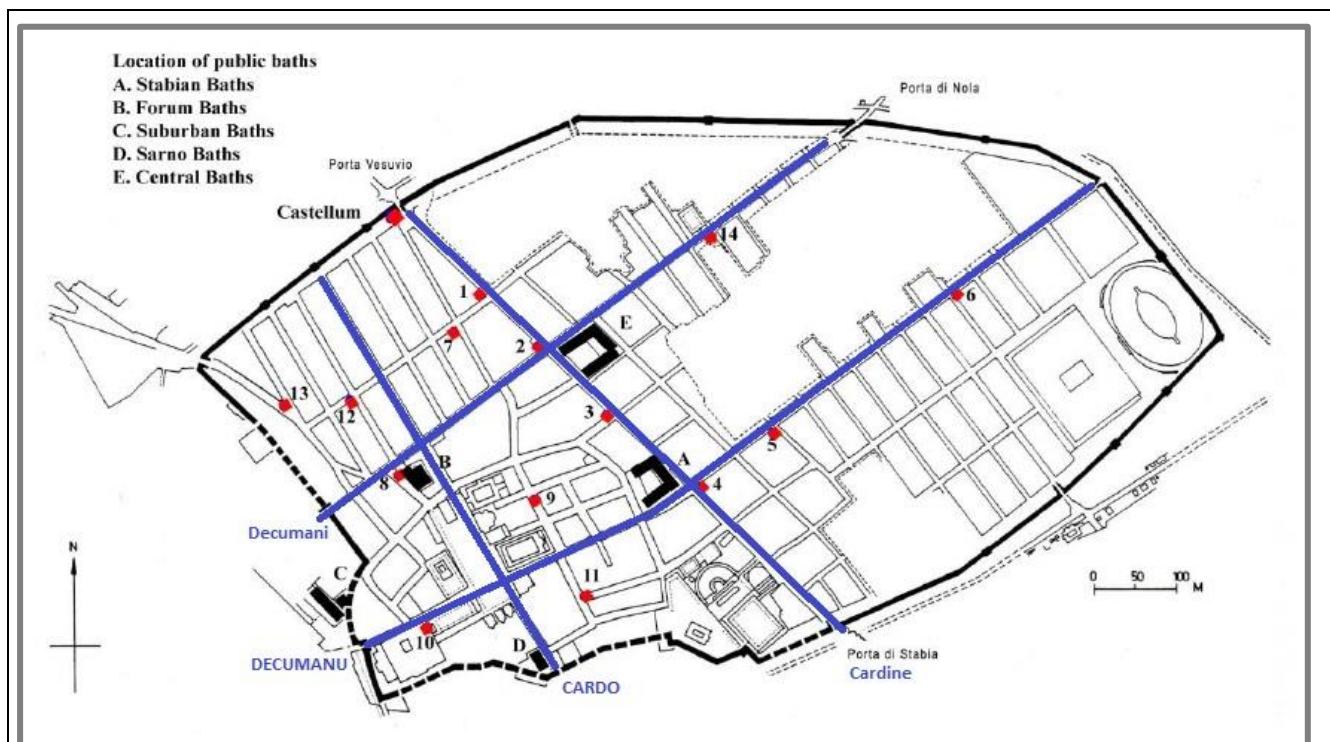 Location of public baths
A. Stabian Baths
B. Forum Baths
C. Suburban Baths
D. Sarno Baths
E. Central Baths
Porta di Nola
Porta Vesuvio
Castellum
14
1
6
E
7
2
13
12
3
A
5
B
8
4
9
Decumani
N
C
11
0 50 100
M
10
D
DECUMANU
CARDO
Porta di Stabia
Cardine